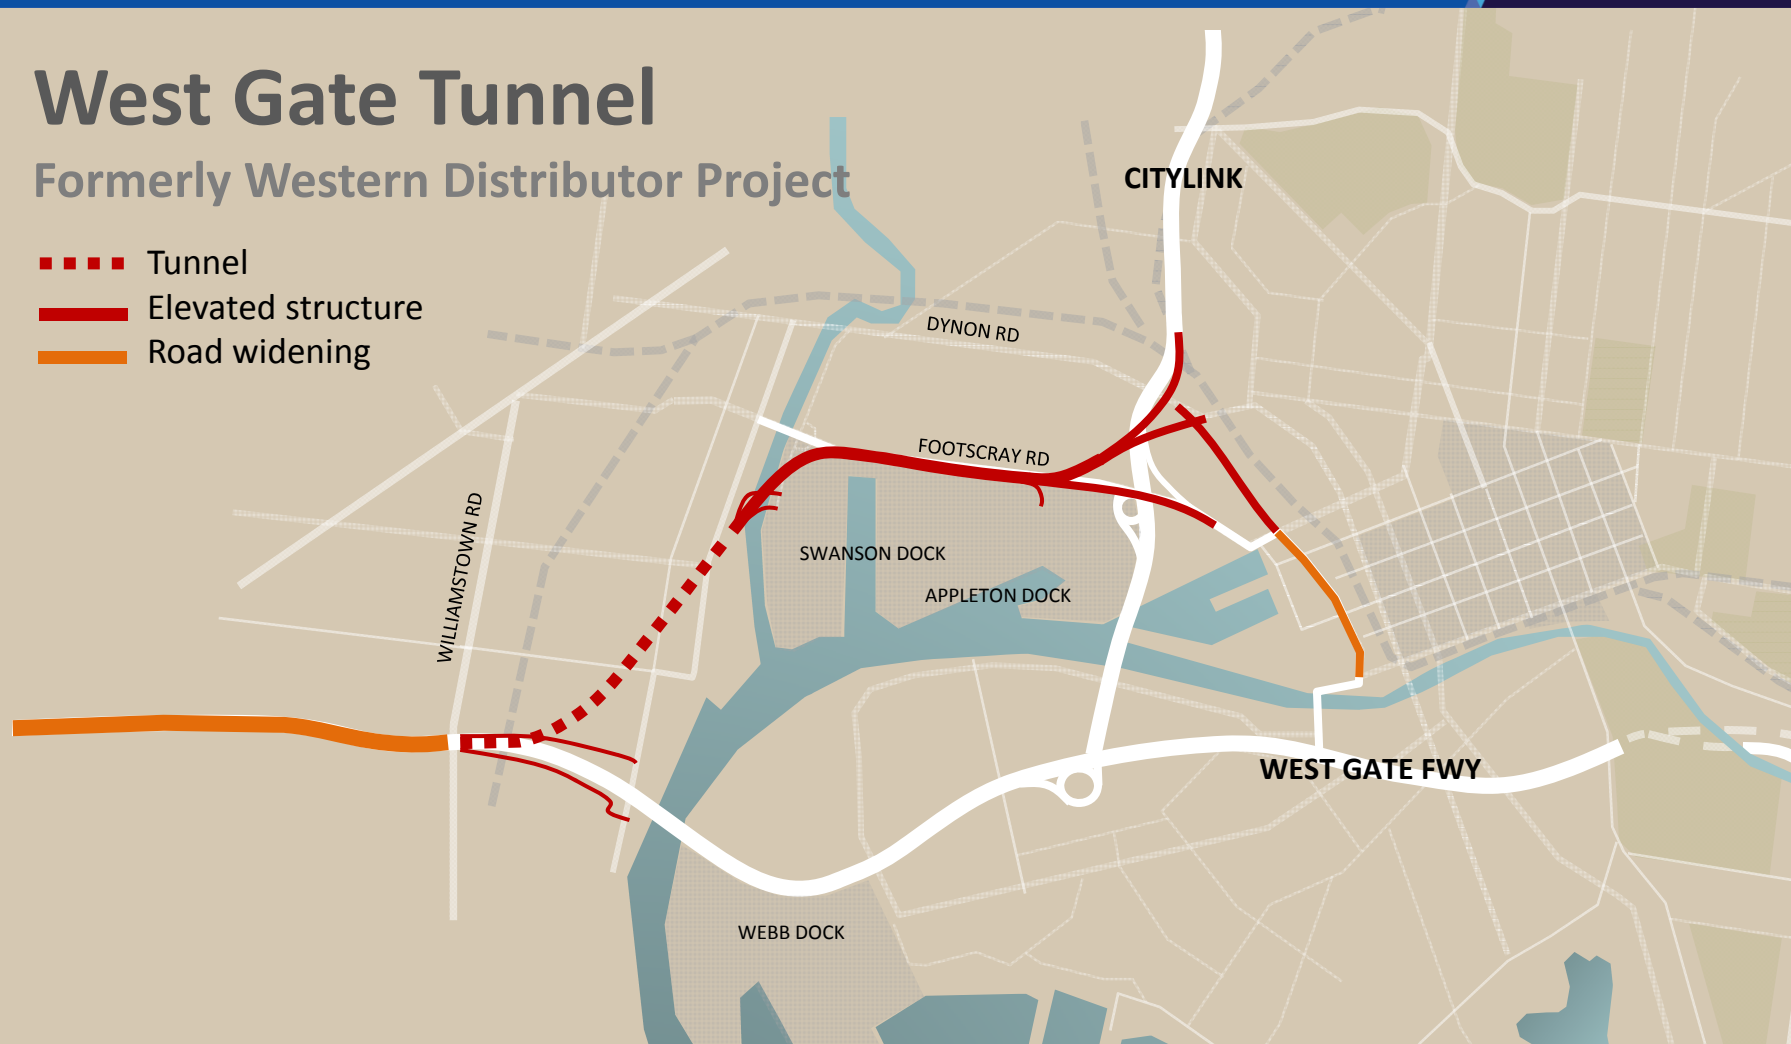 West Gate Tunnel
Formerly Western Distributor Project
Tunnel
Elevated structure
Road widening
CITYLINK
DYNON RD
FOOTSCRAY RD
WILLIAMSTOWN RD
SWANSON DOCK
APPLETON DOCK
WEST GATE FWY
WEBB DOCK